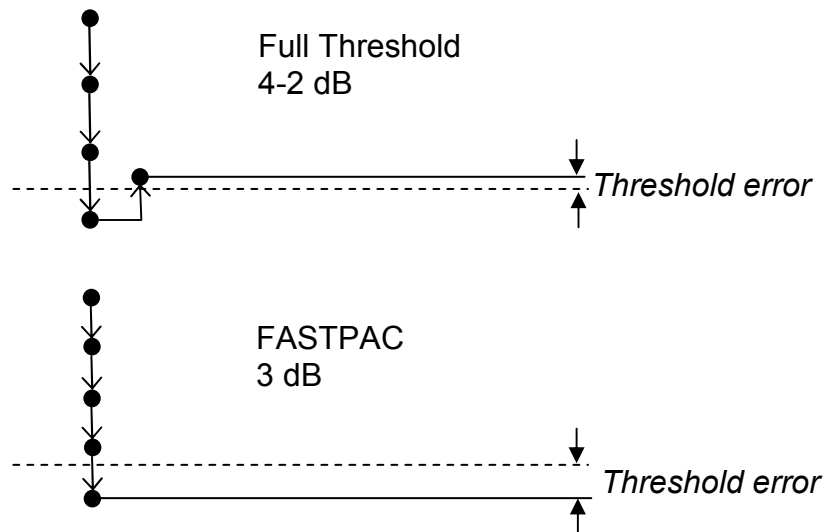 Full Threshold
4-2 dB
Threshold error
FASTPAC
3 dB
Threshold error